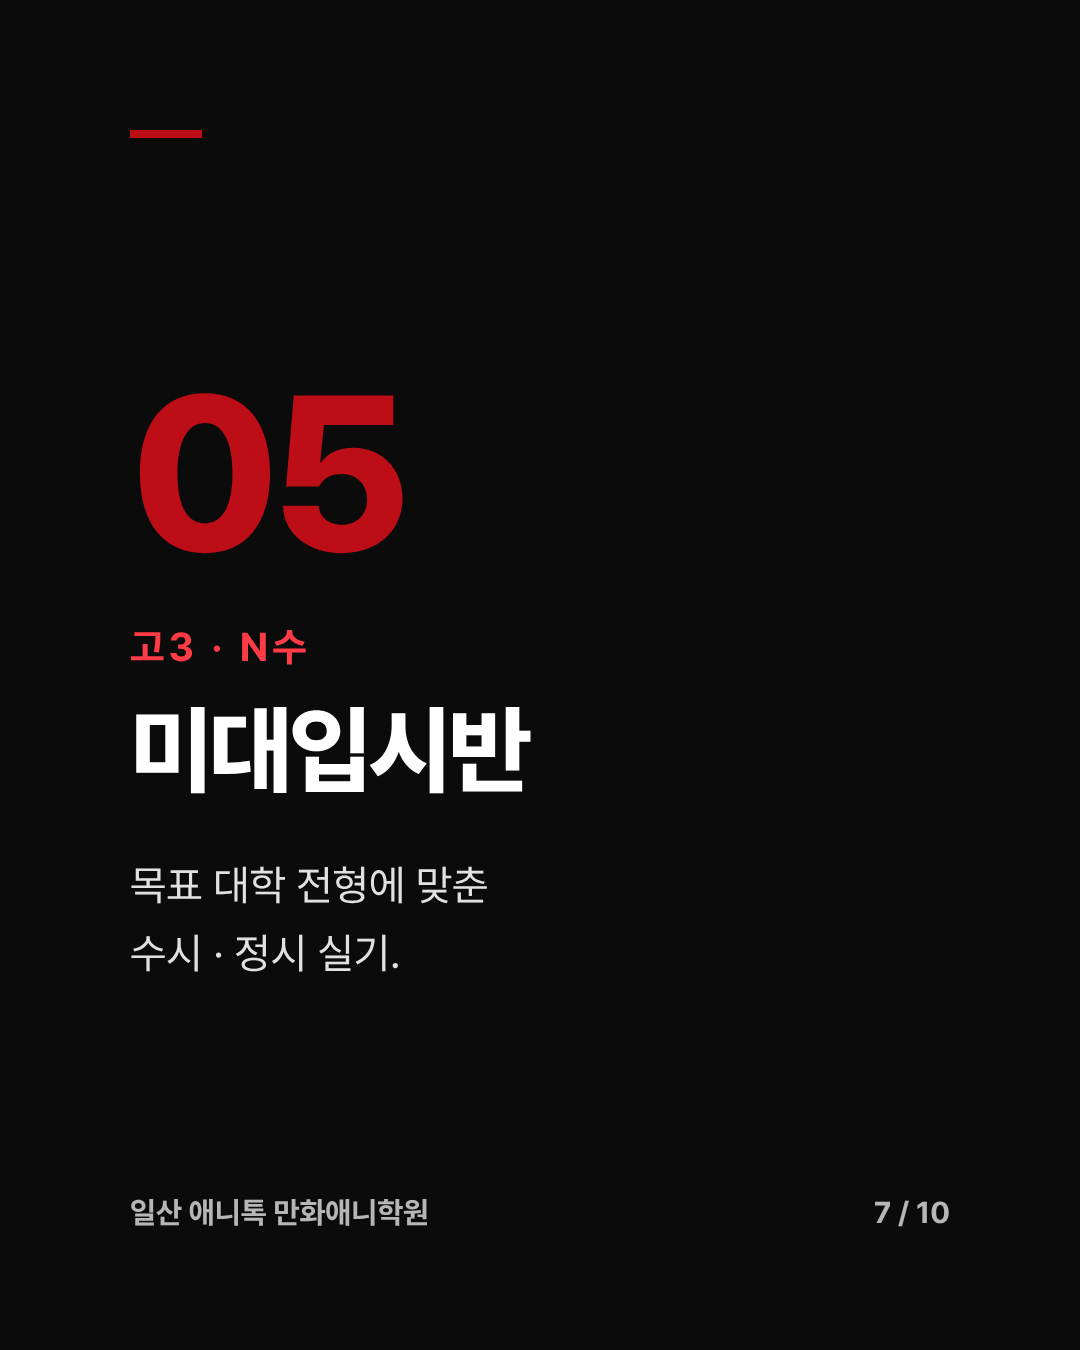 05
고3 · N수
미대입시반
목표 대학 전형에 맞춘
수시 · 정시 실기.
일산 애니톡 만화애니학원
7 / 10